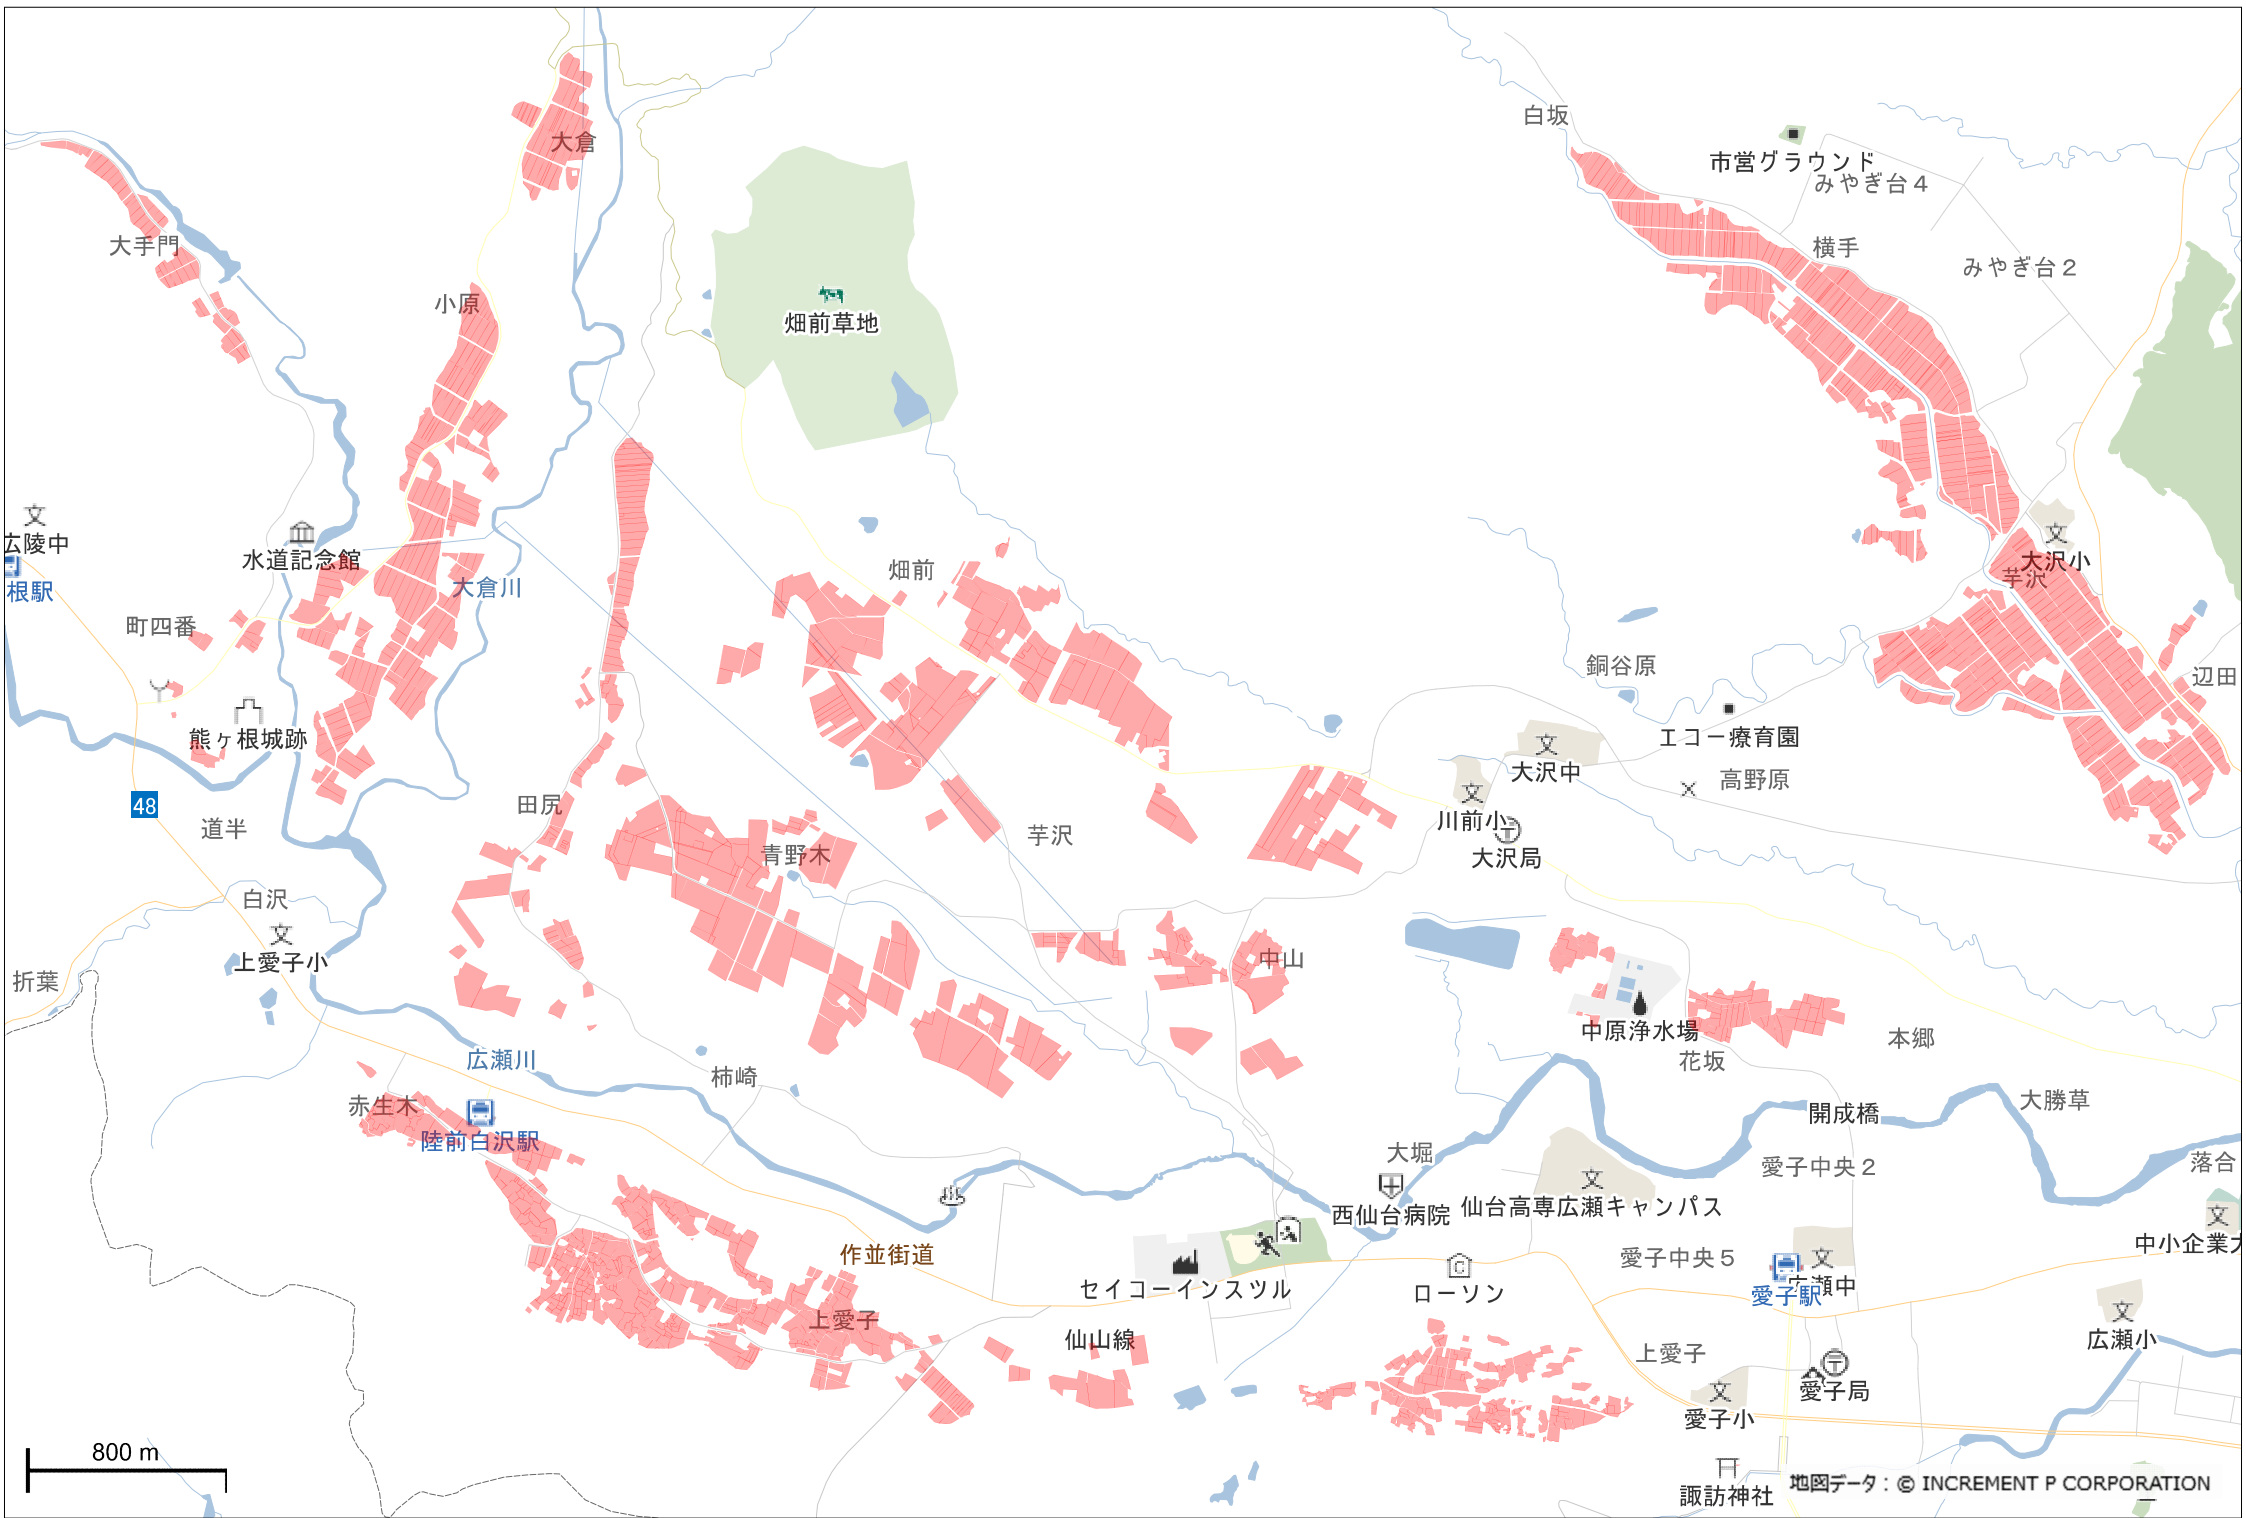 白坂
市営グラウンド
みやぎ台4
大倉
大手門
横手
みやぎ台2
小原
畑前草地
広陵中
根駅
水道記念館
大倉川
畑前
大沢小
芋沢
町四番
銅谷原
辺田
熊ヶ根城跡
エコー療育園
大沢中
高野原
48
田尻
道半
川前小
芋沢
青野木
大沢局
白沢
上愛子小
中山
折葉
中原浄水場
本郷
広瀬川
花坂
柿崎
赤生木
大勝草
開成橋
陸前白沢駅
大堀
愛子中央2
落合
西仙台病院
仙台高専広瀬キャンパス
作並街道
愛子中央5
中小企業大
セイコーインスツル
ローソン
広瀬中
愛子駅
上愛子
仙山線
広瀬小
上愛子
愛子局
愛子小
800 m
地図データ：© INCREMENT P CORPORATION
諏訪神社